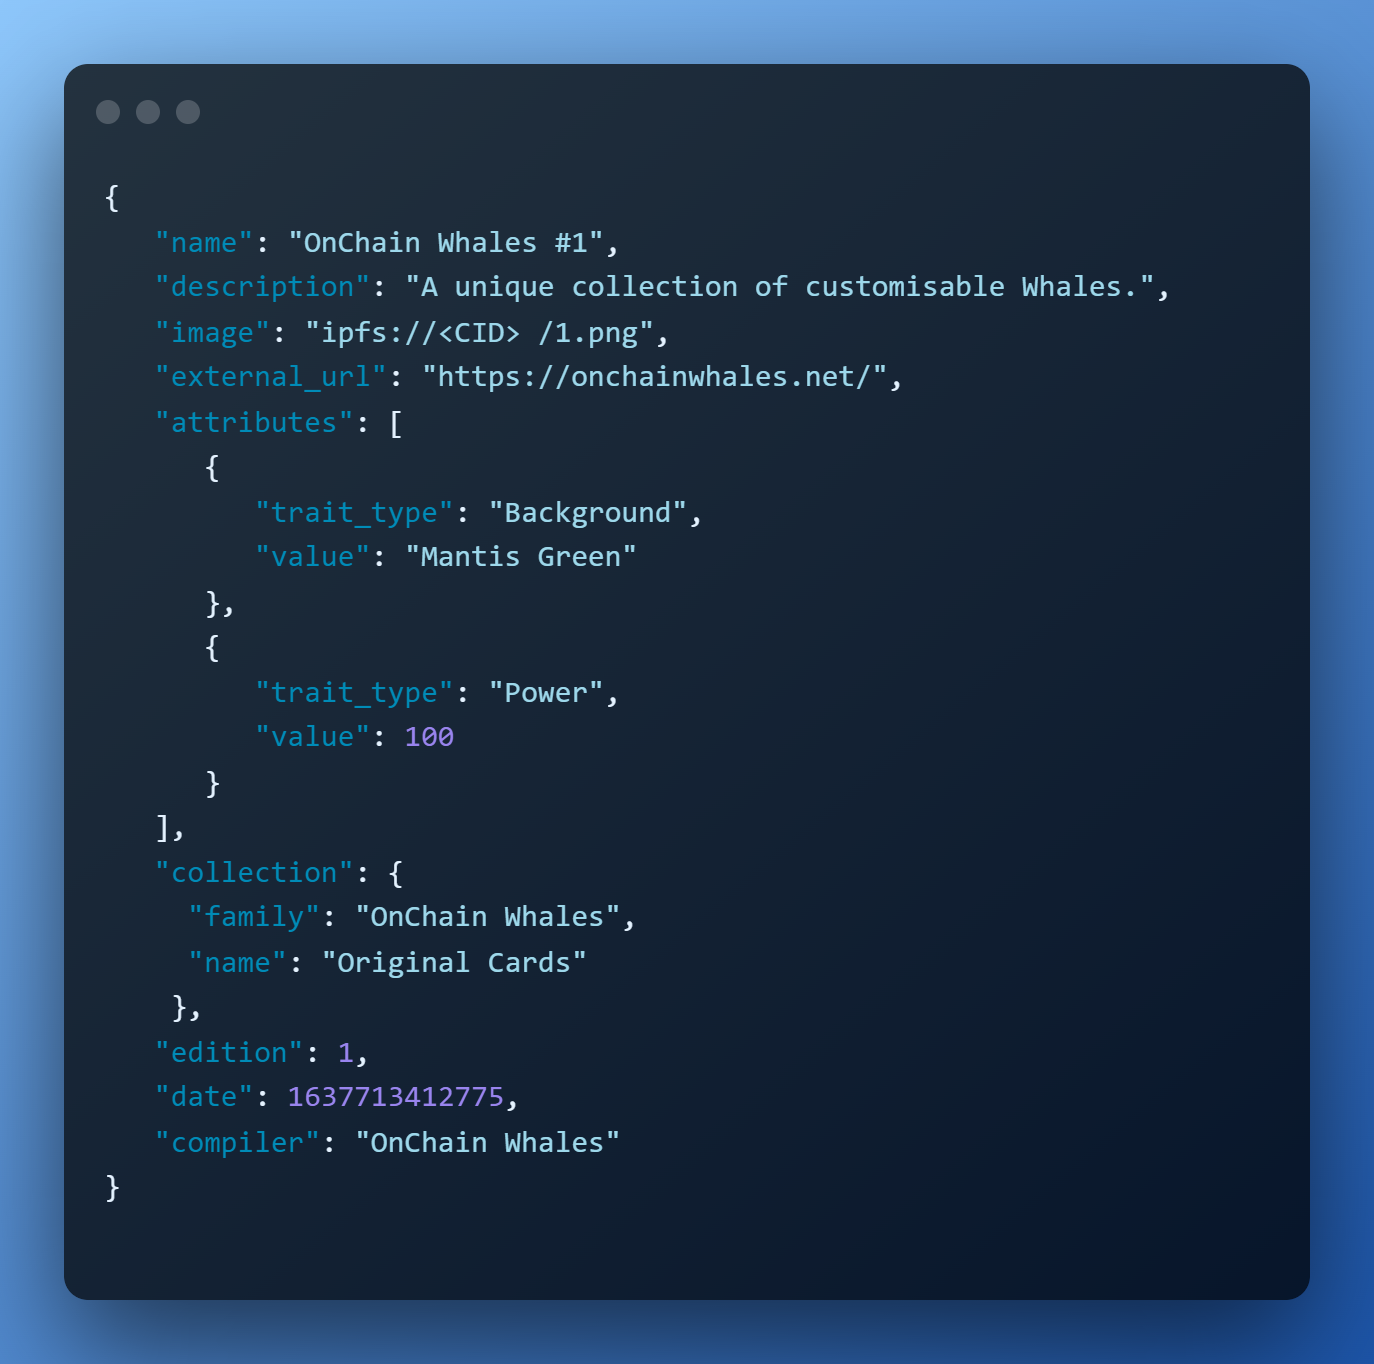 {
   "name": "OnChain Whales #1",
   "description": "A unique collection of customisable Whales.",
   "image": "ipfs://<CID> /1.png",
   "external_url": "https://onchainwhales.net/",
   "attributes": [
      {
         "trait_type": "Background",
         "value": "Mantis Green"
      },
      {
         "trait_type": "Power",
         "value": 100
      }
   ],
   "collection": {
     "family": "OnChain Whales",
     "name": "Original Cards"
    },
   "edition": 1,
   "date": 1637713412775,
   "compiler": "OnChain Whales"
}